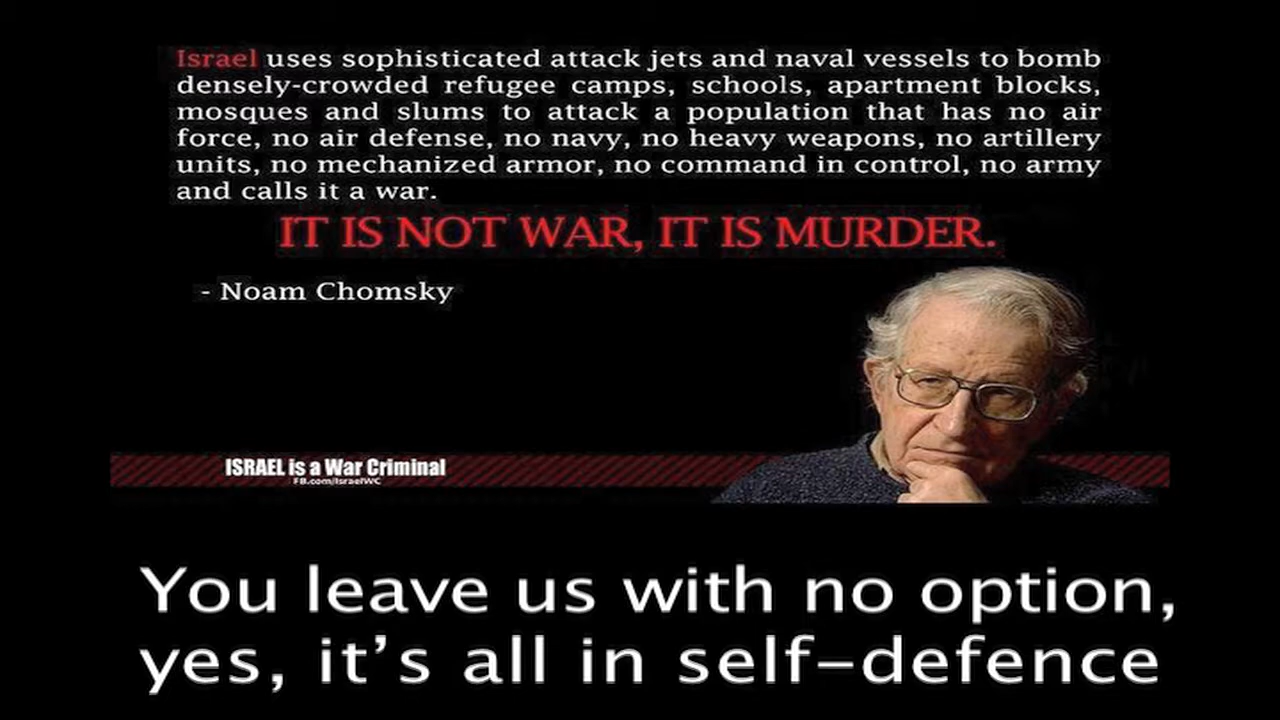 Israel uses sophisticated attack jets and naval vessels to bomb
densely-crowded refugee camps, schools, apartment blocks,
mosques and slums to attack a population that has no air
force, no air defense, no navy, no heavy weapons, no artillery
units, no mechanized armor, no command in control, no army
and calls it a war.
IT IS NOT WAR, IT IS MURDER.
- Noam Chomsky
ISRAEL is a War Criminal
FB.com/IsraelWC
You leave us with no option,
yes, it’s all in self–defence